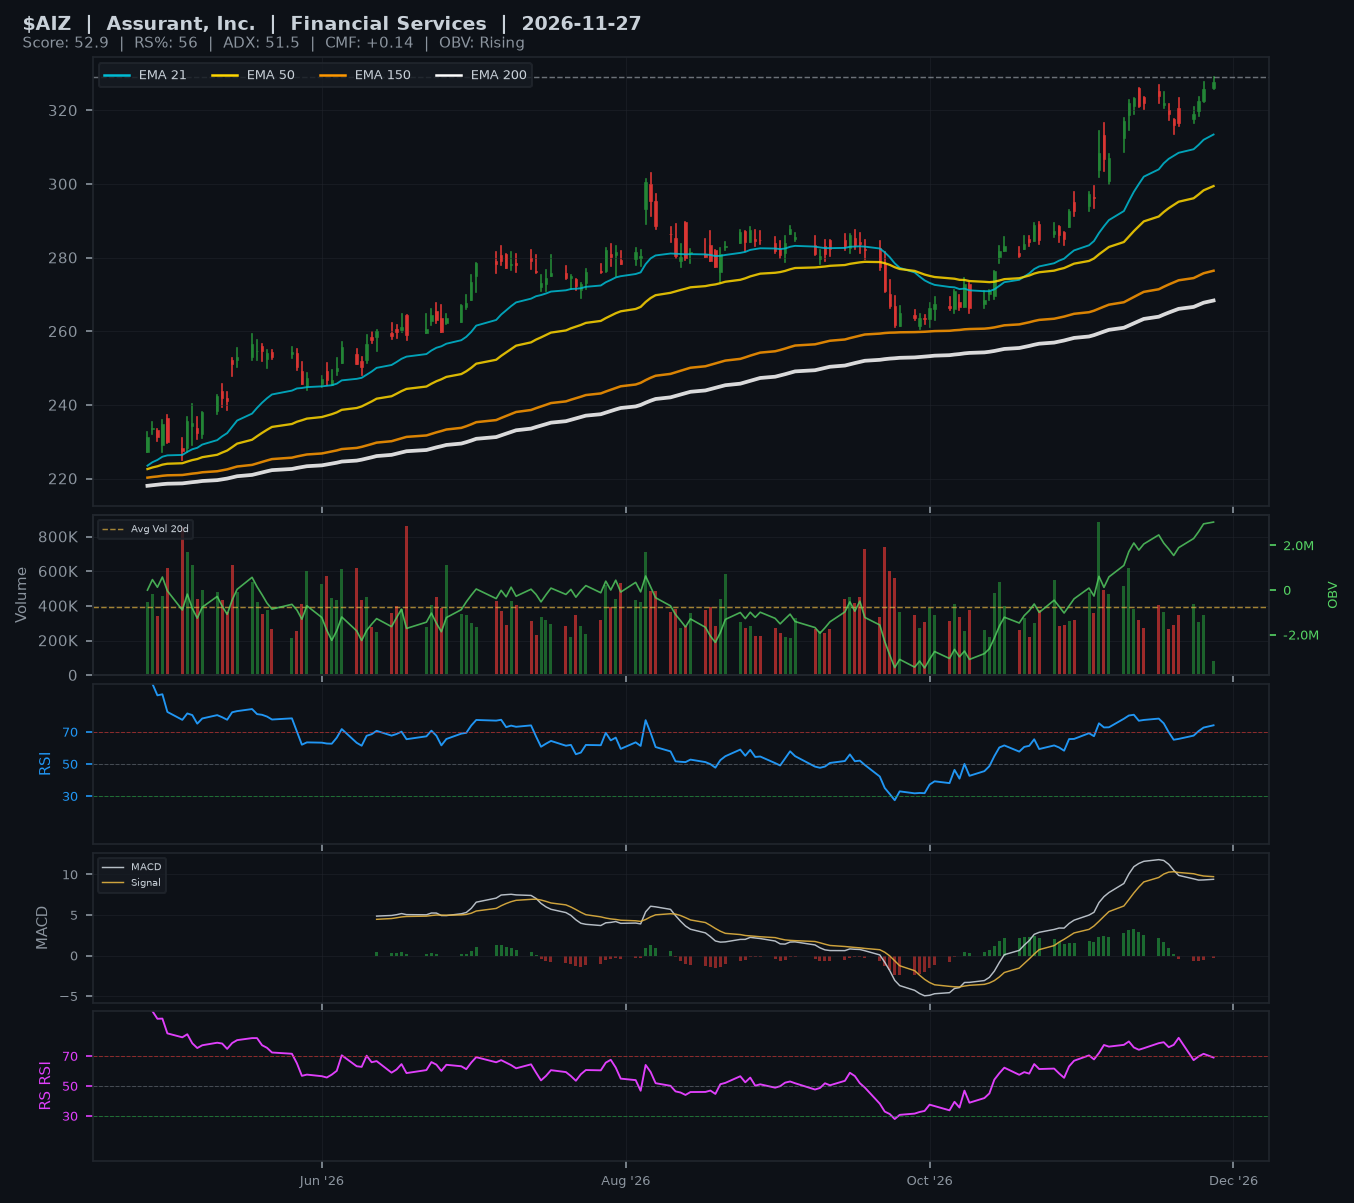 $AIZ | Assurant, Inc. | Financial Services | 2026-11-27
Score: 52.9 | RS%: 56 | ADX: 51.5 | CMF: +0.14 | OBV: Rising
EMA 21 EMA 50 EMA 150 EMA 200
320
300
280
260
240
220
Avg Vol 20d
800K
600K
400K
200K
0
Volume
2.0M
0
-2.0M
OBV
70
50
30
RSI
MACD
Signal
10
5
0
−5
MACD
70
50
30
RS RSI
Jun '26 Aug '26 Oct '26 Dec '26